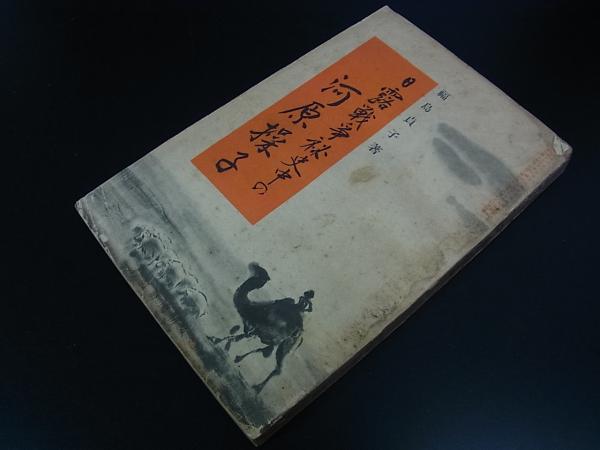 日露戦争秘史中の
河原操子
福島貞子著